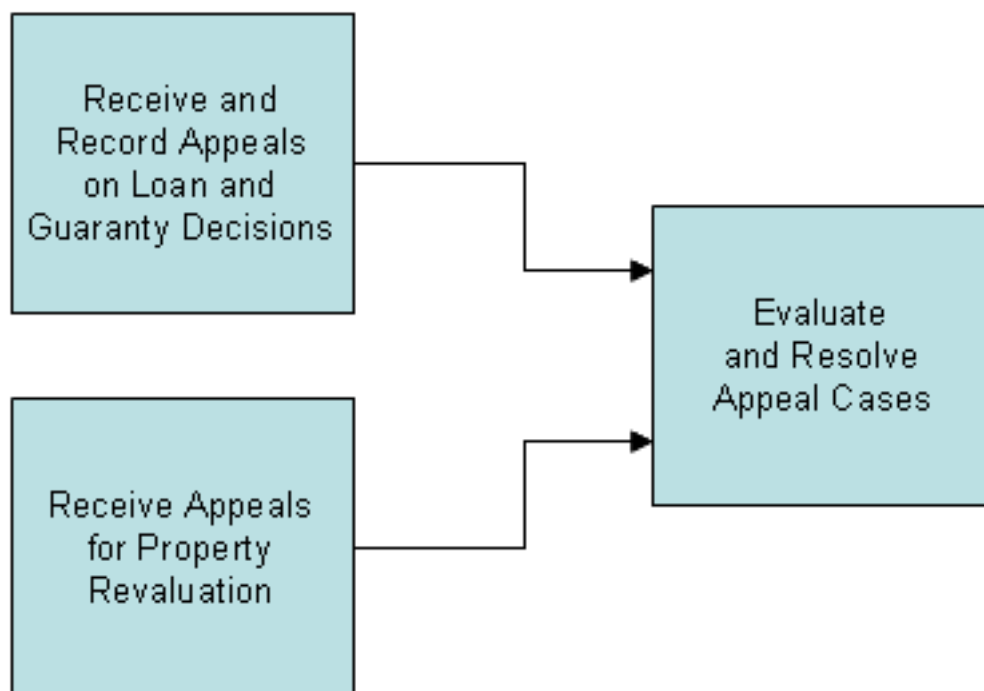 Receive and
Record Appeals
on Loan and
Guaranty Decisions
Evaluate
and Resolve
Appeal Cases
Receive Appeals
for Property
Revaluation